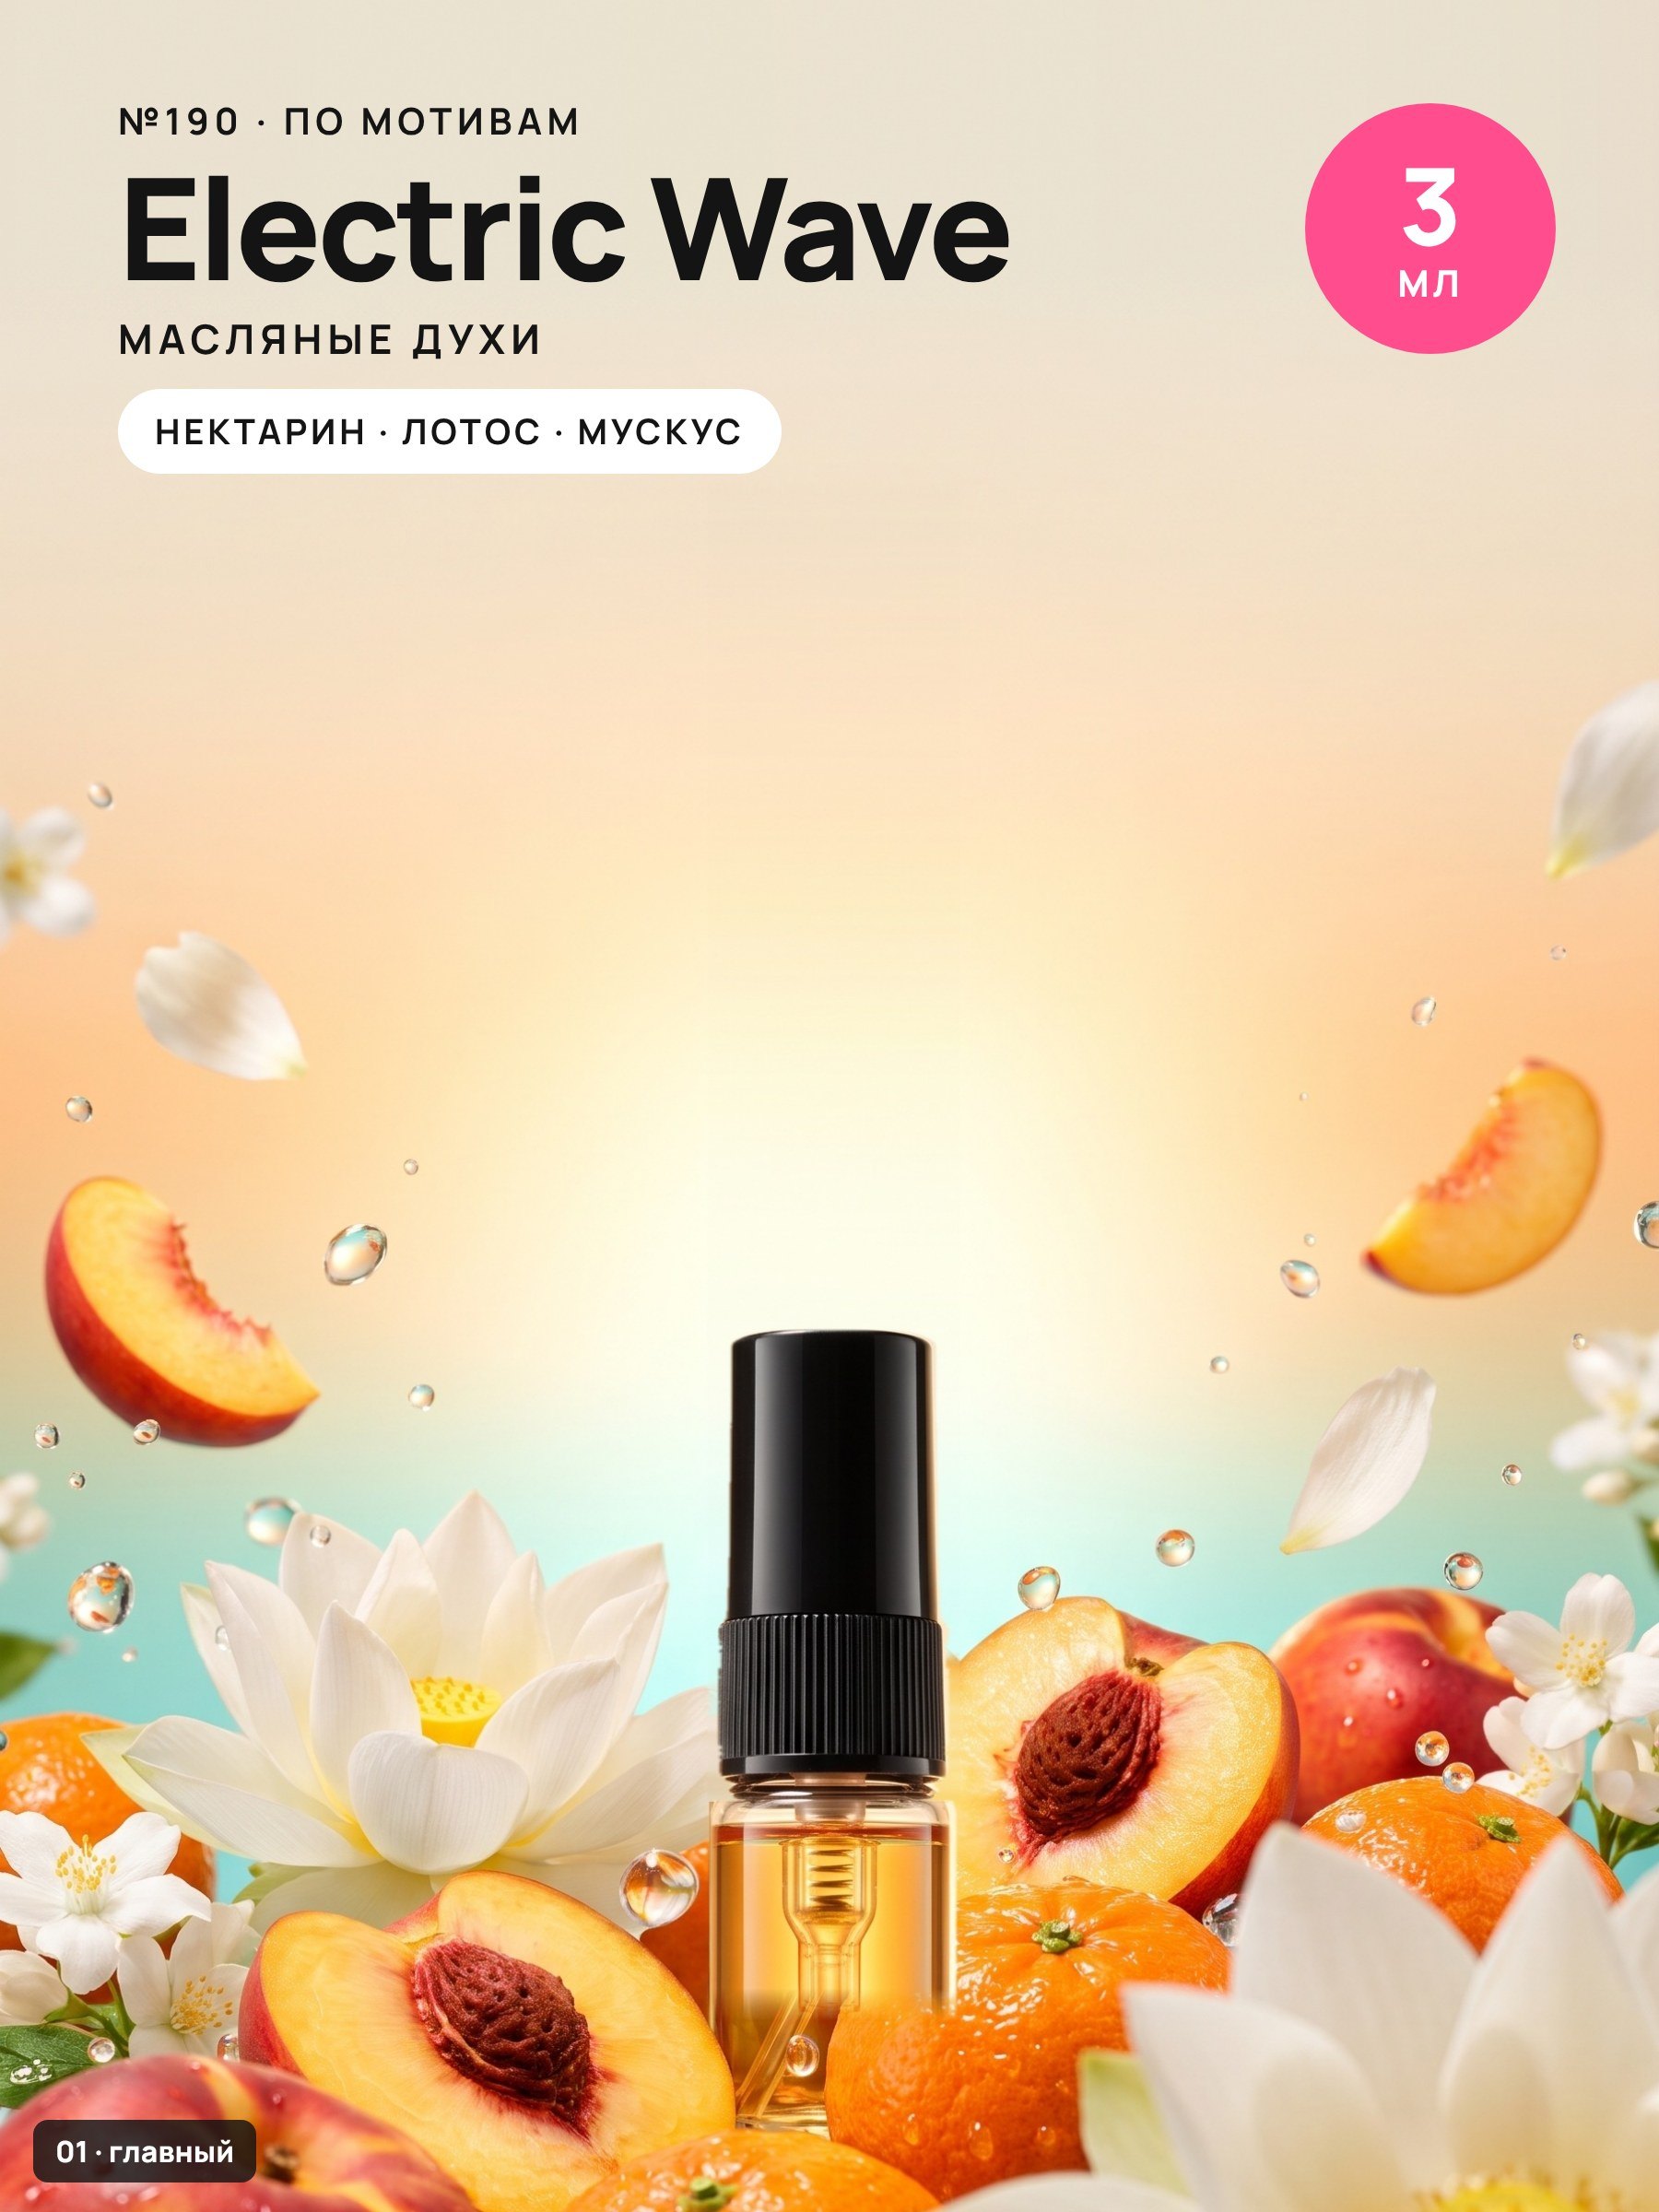 №190 · ПО МОТИВАМ
Electric Wave
МАСЛЯНЫЕ ДУХИ
НЕКТАРИН · ЛОТОС · МУСКУС
3
МЛ
01 · главный